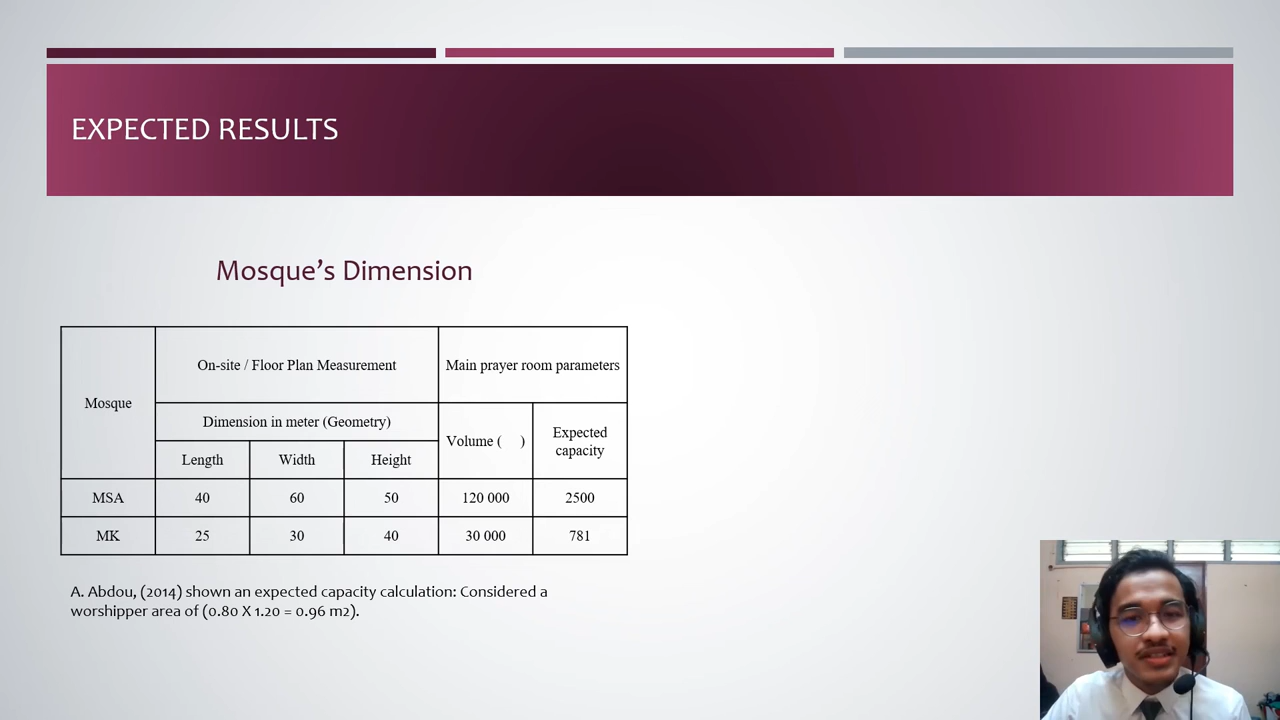 EXPECTED RESULTS
Mosque’s Dimension
Mosque
On-site / Floor Plan Measurement
Main prayer room parameters
Dimension in meter (Geometry)
Volume ( )
Expected
capacity
Length
Width
Height
MSA
40
60
50
120 000
2500
MK
25
30
40
30 000
781
A. Abdou, (2014) shown an expected capacity calculation: Considered a
worshipper area of (0.80 X 1.20 = 0.96 m2).